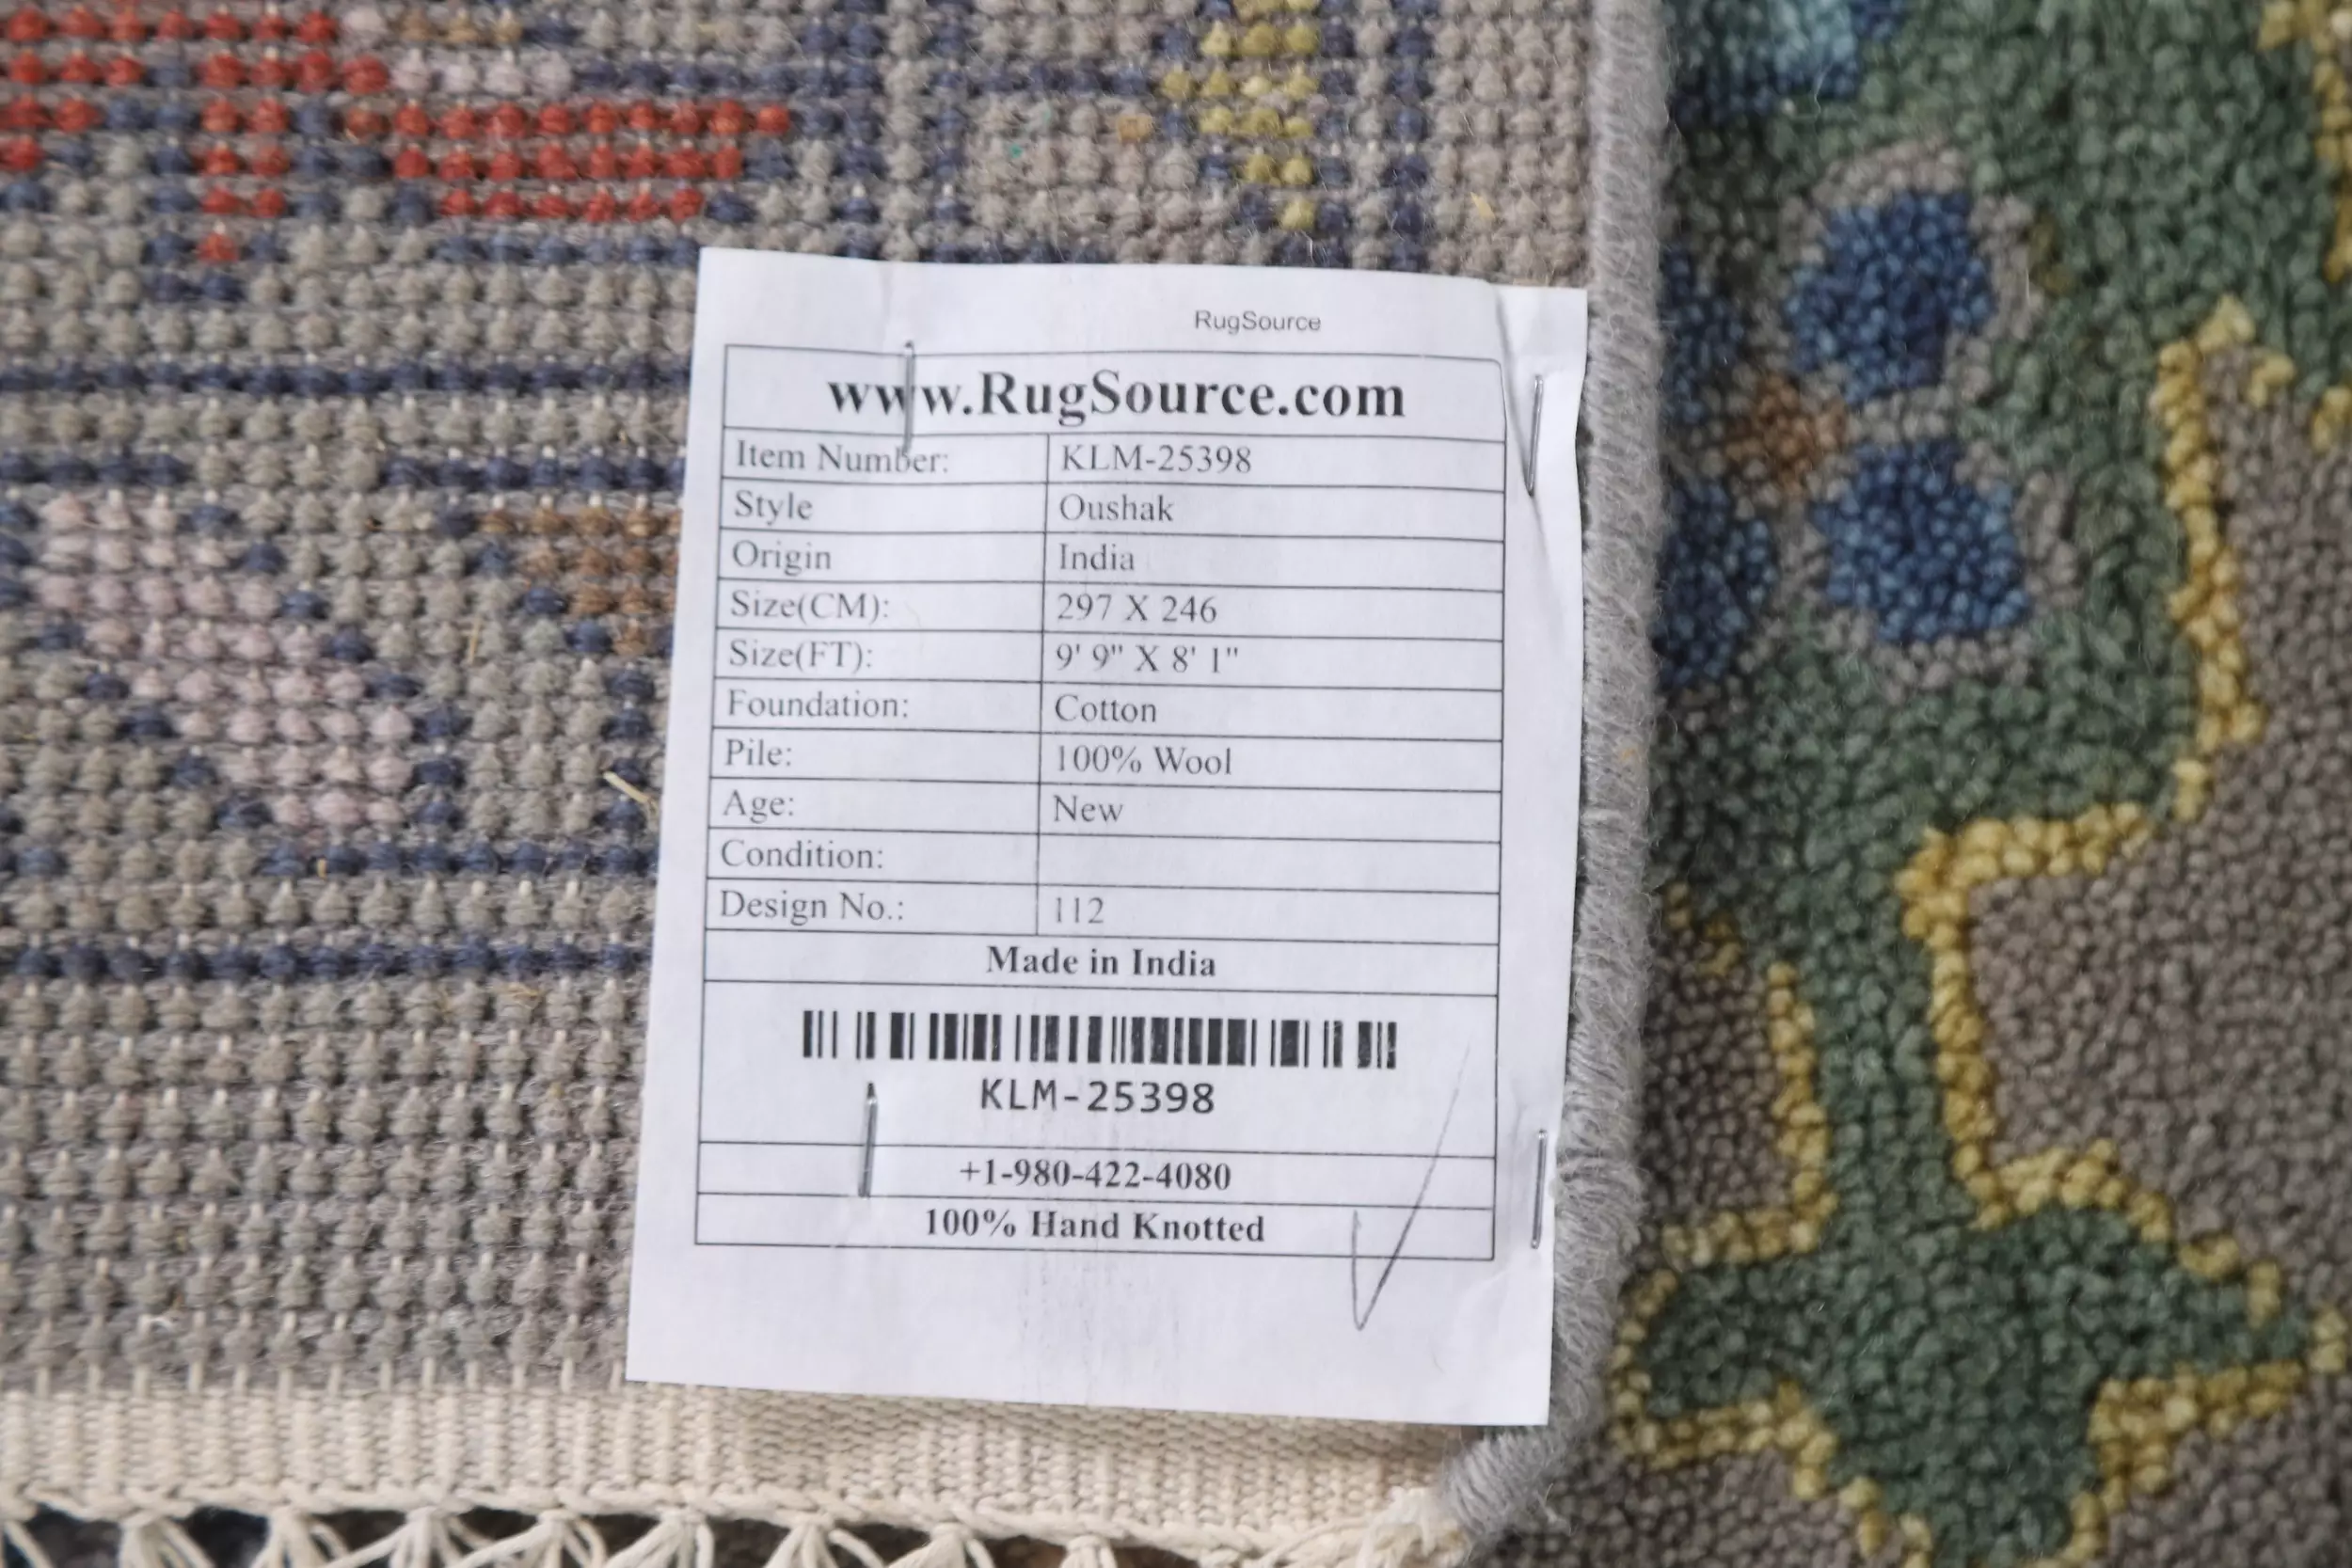 RugSource
www.RugSource.com
Item Number: KLM-25398
Style Oushak
Origin India
Size(CM): 297 X 246
Size(FT): 9' 9" X 8' 1"
Foundation: Cotton
Pile: 100% Wool
Age: New
Condition:
Design No.: 112
Made in India
KLM-25398
+1-980-422-4080
100% Hand Knotted